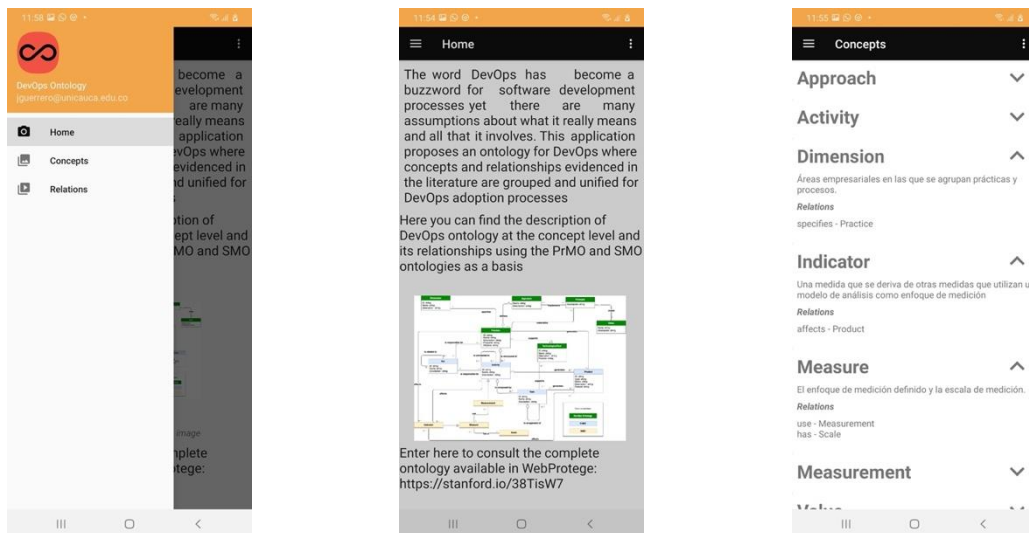 11:58
DevOps Ontology
jguerrero@unicauca.edu.co
Home
Concepts
Relations
become a
evelopment
are many
really means
application
evOps where
evidenced in
nd unified for
s
ption of
ept level and
MO and SMO
image
mplete
tege:
11:54
Home
The word DevOps has become a
buzzword for software development
processes yet there are many
assumptions about what it really means
and all that it involves. This application
proposes an ontology for DevOps where
concepts and relationships evidenced in
the literature are grouped and unified for
DevOps adoption processes
Here you can find the description of
DevOps ontology at the concept level and
its relationships using the PrMO and SMO
ontologies as a basis
Enter here to consult the complete
ontology available in WebProtege:
https://stanford.io/38TisW7
11:55
Concepts
Approach
Activity
Dimension
Áreas empresariales en las que se agrupan prácticas y
procesos.
Relations
specifies - Practice
Indicator
Una medida que se deriva de otras medidas que utilizan u
modelo de análisis como enfoque de medición
Relations
affects - Product
Measure
El enfoque de medición definido y la escala de medición.
Relations
use - Measurement
has - Scale
Measurement